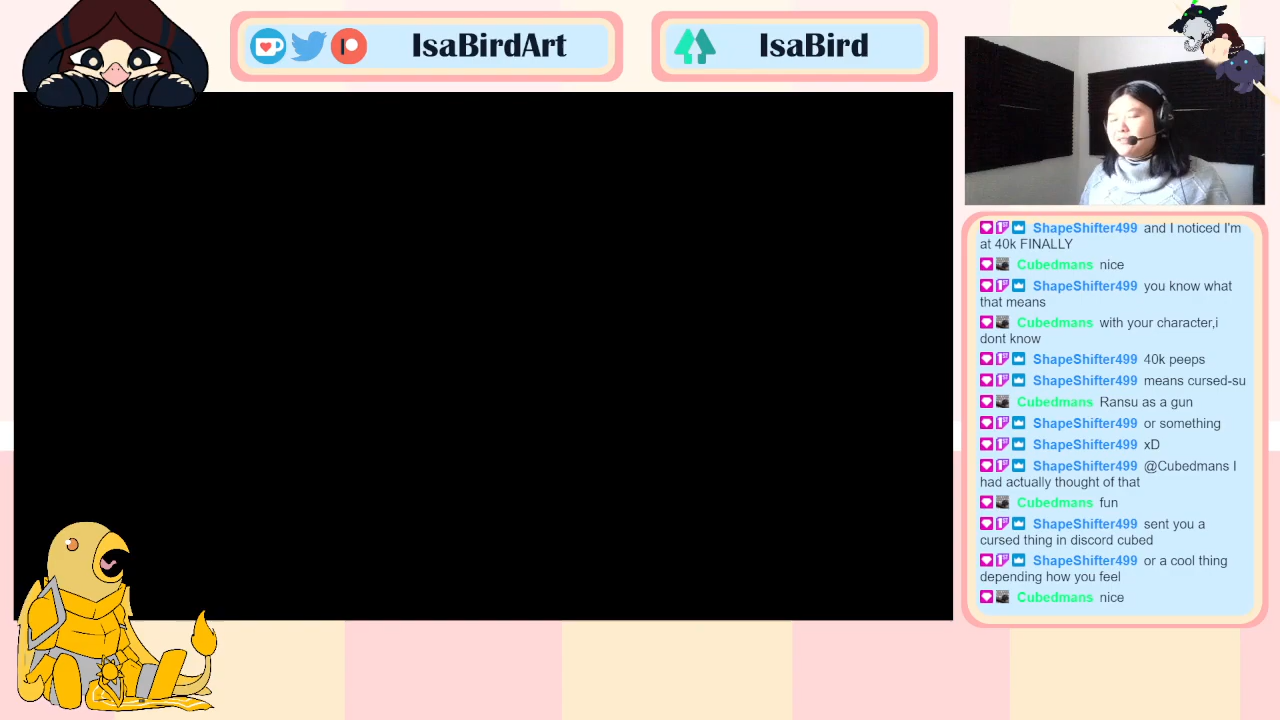 IsaBirdArt
IsaBird
ShapeShifter499 and I noticed I'm
at 40k FINALLY
Cubedmans nice
ShapeShifter499 you know what
that means
Cubedmans with your character,i
dont know
ShapeShifter499 40k peeps
ShapeShifter499 means cursed-su
Cubedmans Ransu as a gun
ShapeShifter499 or something
ShapeShifter499 xD
ShapeShifter499 @Cubedmans I
had actually thought of that
Cubedmans fun
ShapeShifter499 sent you a
cursed thing in discord cubed
ShapeShifter499 or a cool thing
depending how you feel
Cubedmans nice